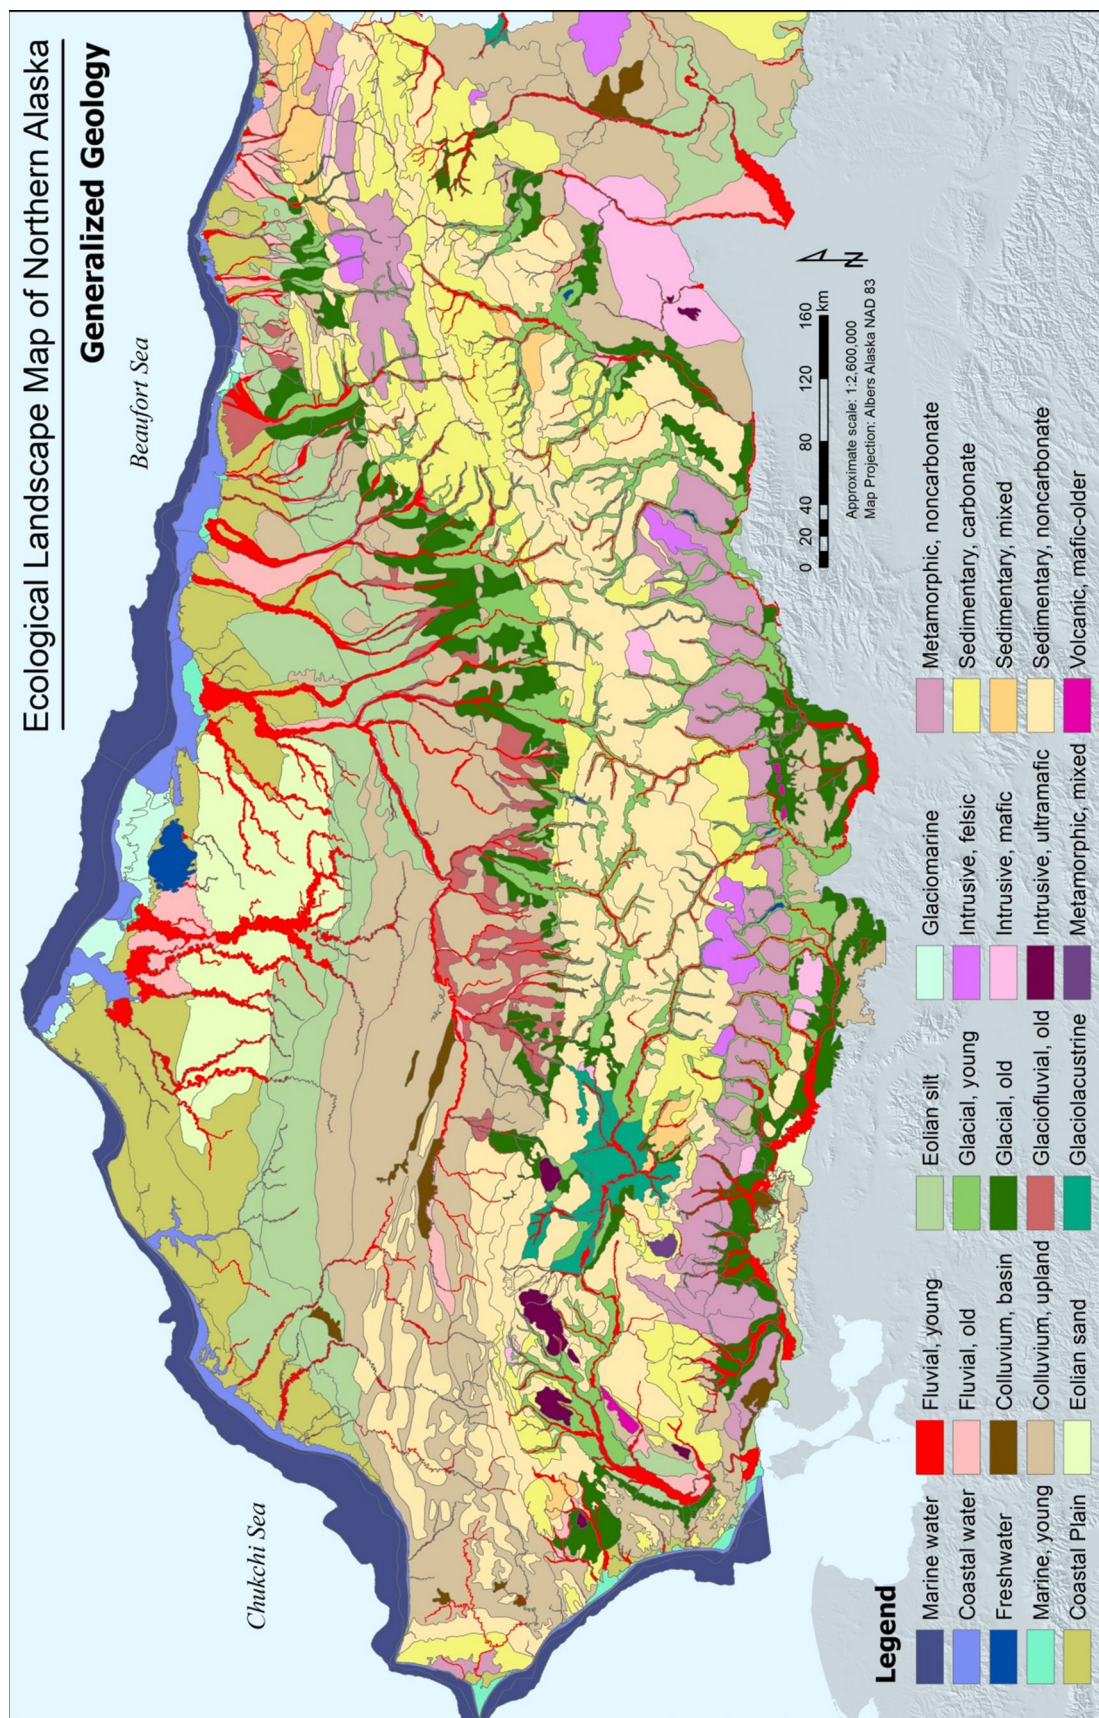 Ecological Landscape Map of Northern Alaska
Generalized Geology
Beaufort Sea
Chukchi Sea
N
0 20 40 80 120 160
km
Approximate scale: 1:2,600,000
Map Projection: Albers Alaska NAD 83
Legend
Marine water
Coastal water
Freshwater
Marine, young
Coastal Plain
Fluvial, young
Fluvial, old
Colluvium, basin
Colluvium, upland
Eolian sand
Eolian silt
Glacial, young
Glacial, old
Glaciofluvial, old
Glaciolacustrine
Glaciomarine
Intrusive, felsic
Intrusive, mafic
Intrusive, ultramafic
Metamorphic, mixed
Metamorphic, noncarbonate
Sedimentary, carbonate
Sedimentary, mixed
Sedimentary, noncarbonate
Volcanic, mafic-older